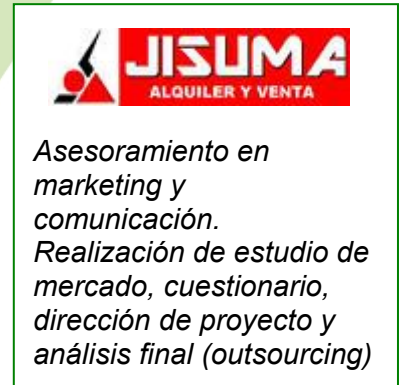 JISUMA
ALQUILER Y VENTA
Asesoramiento en
marketing y
comunicación.
Realización de estudio de
mercado, cuestionario,
dirección de proyecto y
análisis final (outsourcing)